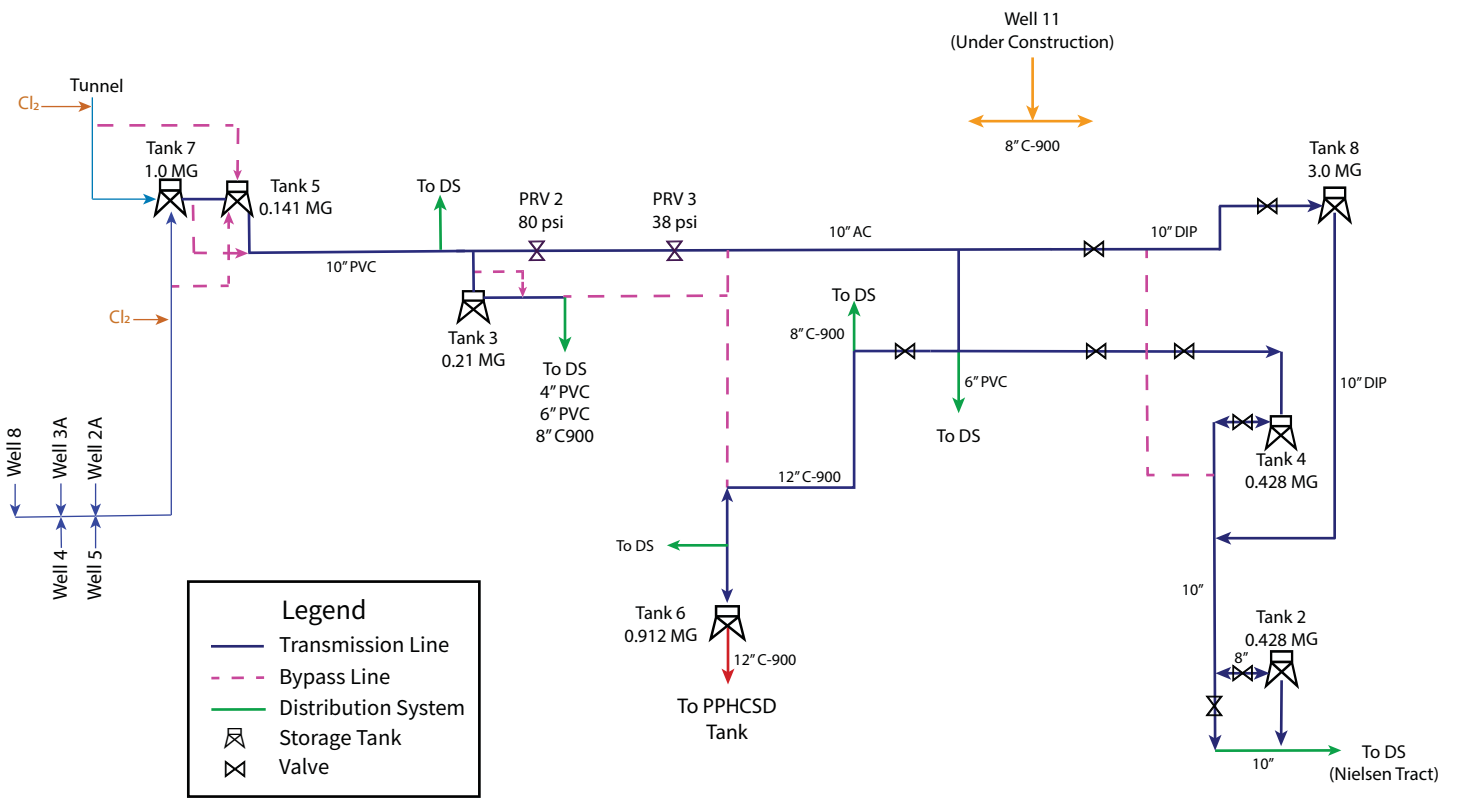 Well 11
(Under Construction)
8” C-900
Tunnel
Cl₂
Tank 7
1.0 MG
Tank 5
0.141 MG
To DS
PRV 2
80 psi
PRV 3
38 psi
10” AC
10” DIP
Tank 8
3.0 MG
10” PVC
Cl₂
Tank 3
0.21 MG
To DS
4” PVC
6” PVC
8” C900
To DS
8” C-900
6” PVC
To DS
10” DIP
Tank 4
0.428 MG
12” C-900
Well 8
Well 3A
Well 2A
Well 4
Well 5
To DS
Tank 6
0.912 MG
12” C-900
To PPHCSD
Tank
10”
Tank 2
0.428 MG
8”
10”
To DS
(Nielsen Tract)
Legend
Transmission Line
Bypass Line
Distribution System
Storage Tank
Valve